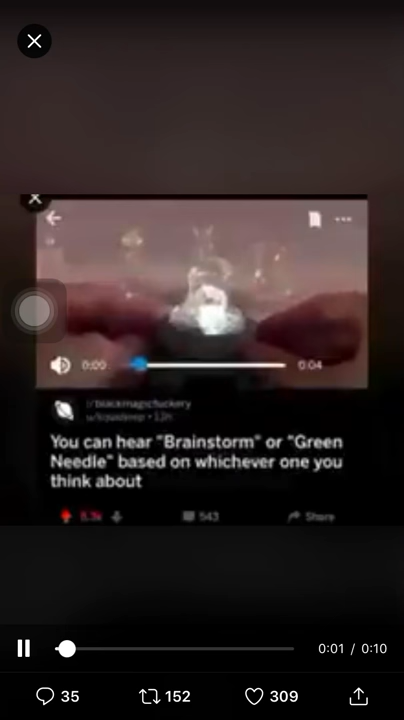 0:00
0:04
r/blackmagicfuckery
You can hear "Brainstorm" or "Green
Needle" based on whichever one you
think about
543
Share
0:01 / 0:10
35
152
309